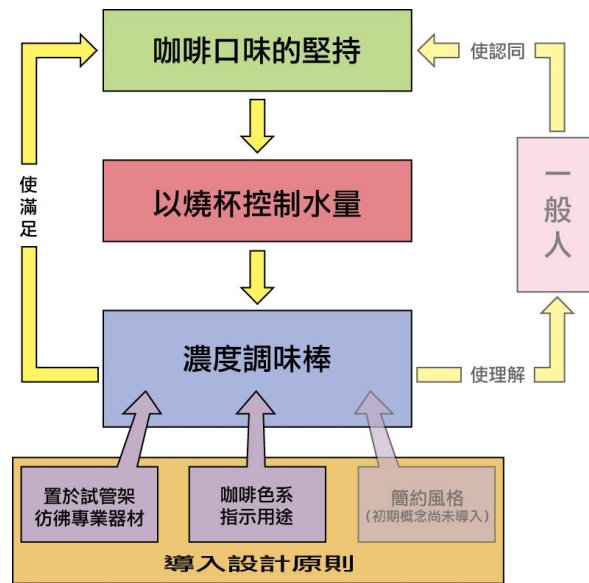 咖啡口味的堅持
使認同
一般人
使滿足
以燒杯控制水量
濃度調味棒
使理解
置於試管架
彷彿專業器材
咖啡色系
指示用途
簡約風格
(初期概念尚未導入)
導入設計原則